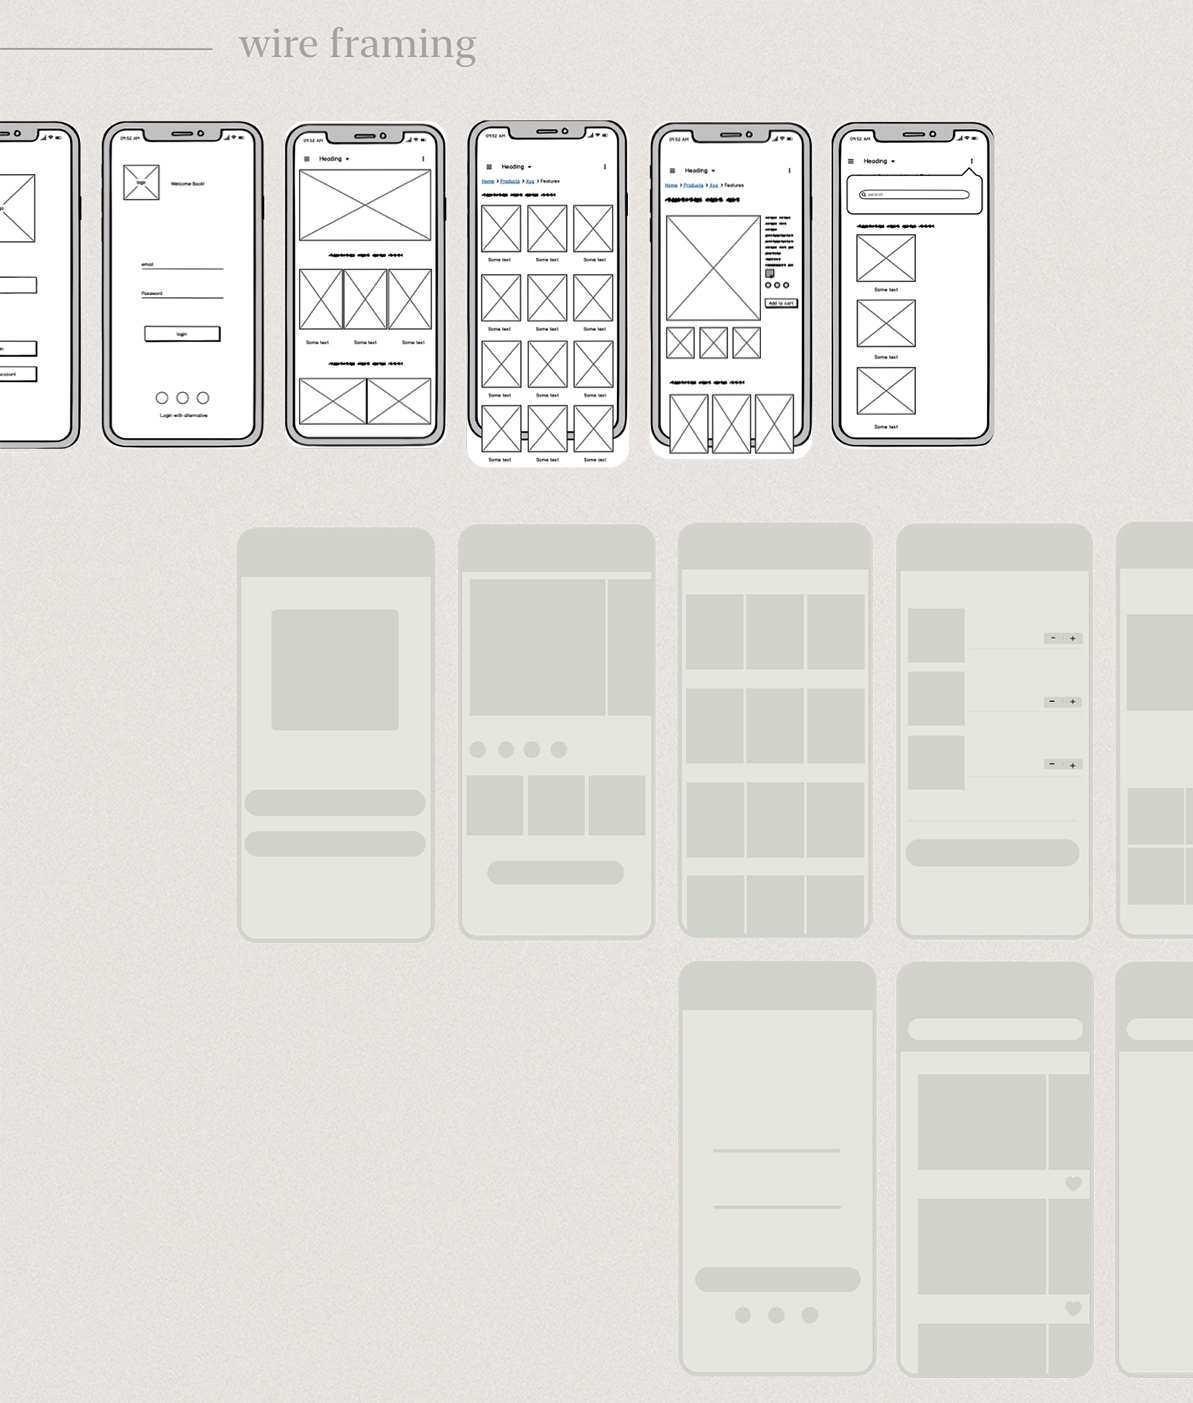 wire framing
09:52 AM
logo
Welcome Back!
email
Password
login
Login with alternative
09:52 AM
Heading
Some text Some text Some text
09:52 AM
Heading
Home > Products > Xyz > Features
Some text Some text Some text
Some text Some text Some text
Some text Some text Some text
Some text Some text Some text
09:52 AM
Heading
Home > Products > Xyz > Features
Add to cart
09:52 AM
Heading
search
Some text
Some text
Some text
- +
- +
- +